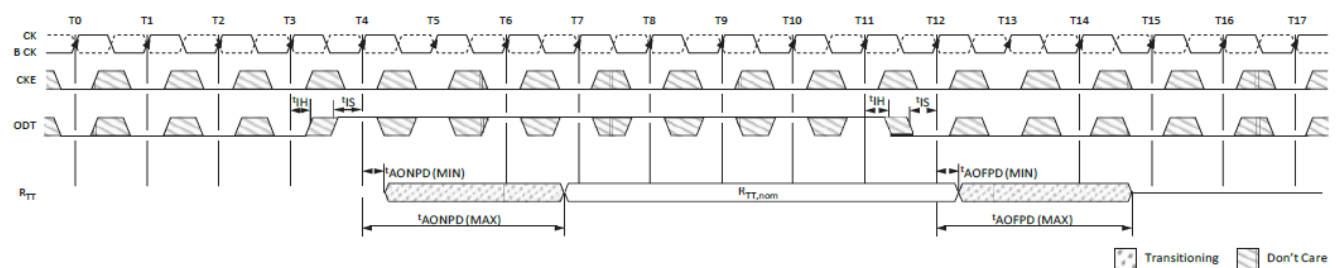 T0 T1 T2 T3 T4 T5 T6 T7 T8 T9 T10 T11 T12 T13 T14 T15 T16 T17
CK
B CK
CKE
tIH tIS tIH tIS
ODT
tAONPD (MIN) tAOFPD (MIN)
RTT RTT,nom
tAONPD (MAX) tAOFPD (MAX)
Transitioning Don't Care